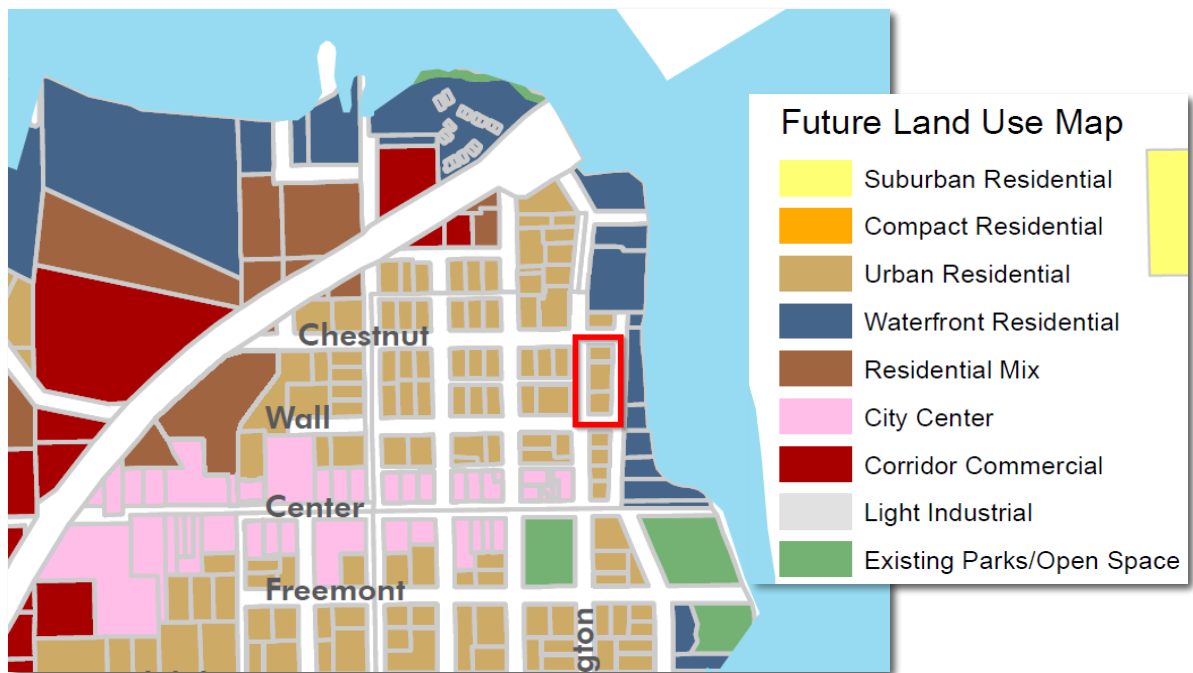 Future Land Use Map
Suburban Residential
Compact Residential
Urban Residential
Waterfront Residential
Residential Mix
City Center
Corridor Commercial
Light Industrial
Existing Parks/Open Space
Chestnut
Wall
Center
Freemont
gton